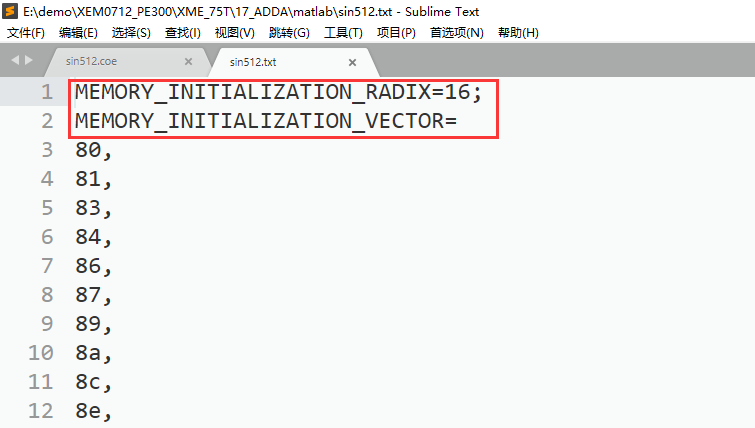 E:\demo\XEM0712_PE300\XME_75T\17_ADDA\matlab\sin512.txt - Sublime Text
文件(F) 编辑(E) 选择(S) 查找(I) 视图(V) 跳转(G) 工具(T) 项目(P) 首选项(N) 帮助(H)
sin512.coe × sin512.txt ×
1 MEMORY_INITIALIZATION_RADIX=16;
2 MEMORY_INITIALIZATION_VECTOR=
3 80,
4 81,
5 83,
6 84,
7 86,
8 87,
9 89,
10 8a,
11 8c,
12 8e,